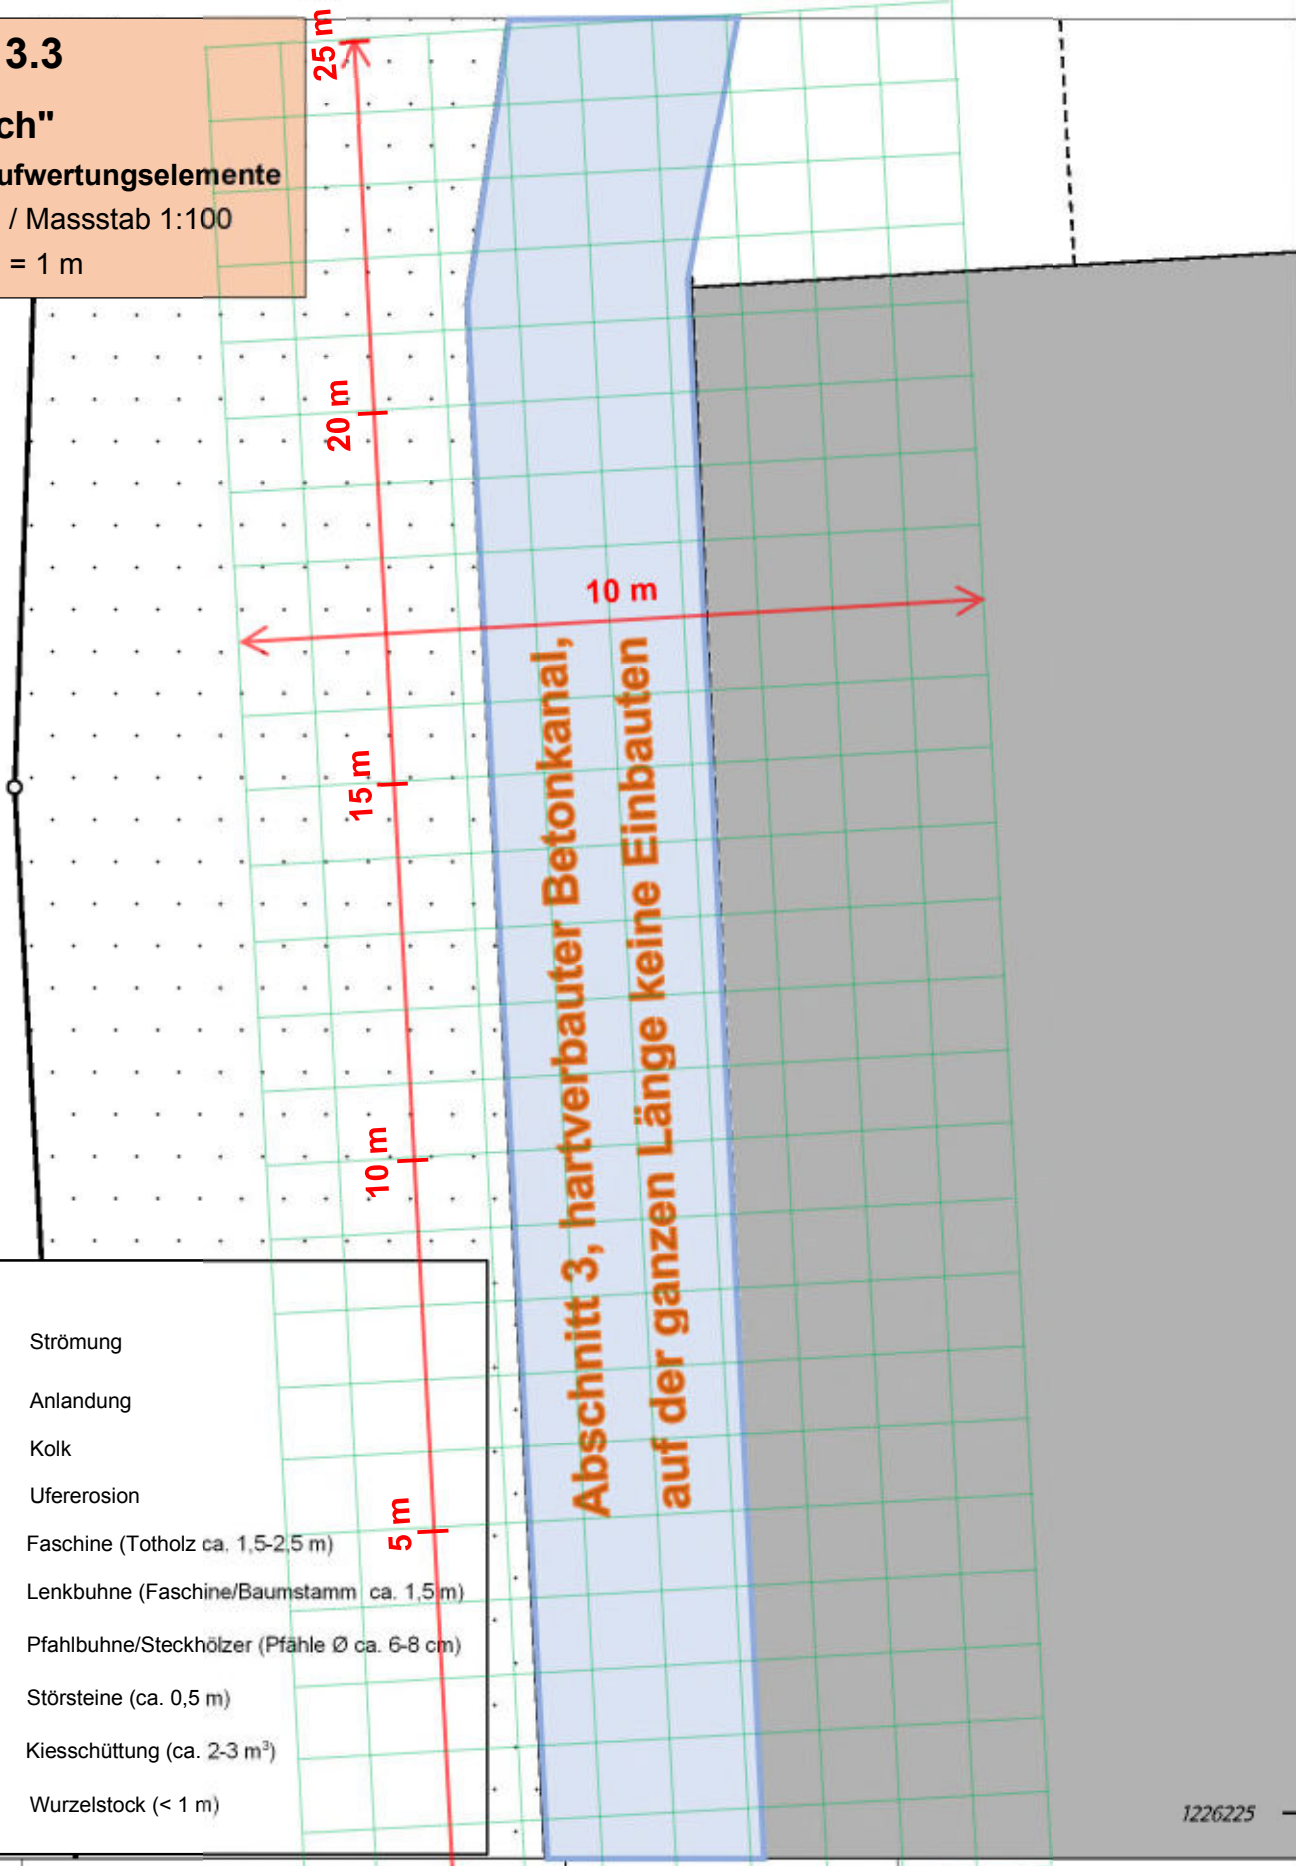 3.3
ch"
ufwertungselemente
/ Massstab 1:100
= 1 m
25 m
20 m
10 m
15 m
10 m
5 m
Abschnitt 3, hartverbauter Betonkanal,
auf der ganzen Länge keine Einbauten
Strömung
Anlandung
Kolk
Ufererosion
Faschine (Totholz ca. 1,5-2,5 m)
Lenkbuhne (Faschine/Baumstamm ca. 1,5 m)
Pfahlbuhne/Steckhölzer (Pfähle Ø ca. 6-8 cm)
Störsteine (ca. 0,5 m)
Kiesschüttung (ca. 2-3 m³)
Wurzelstock (< 1 m)
1226225